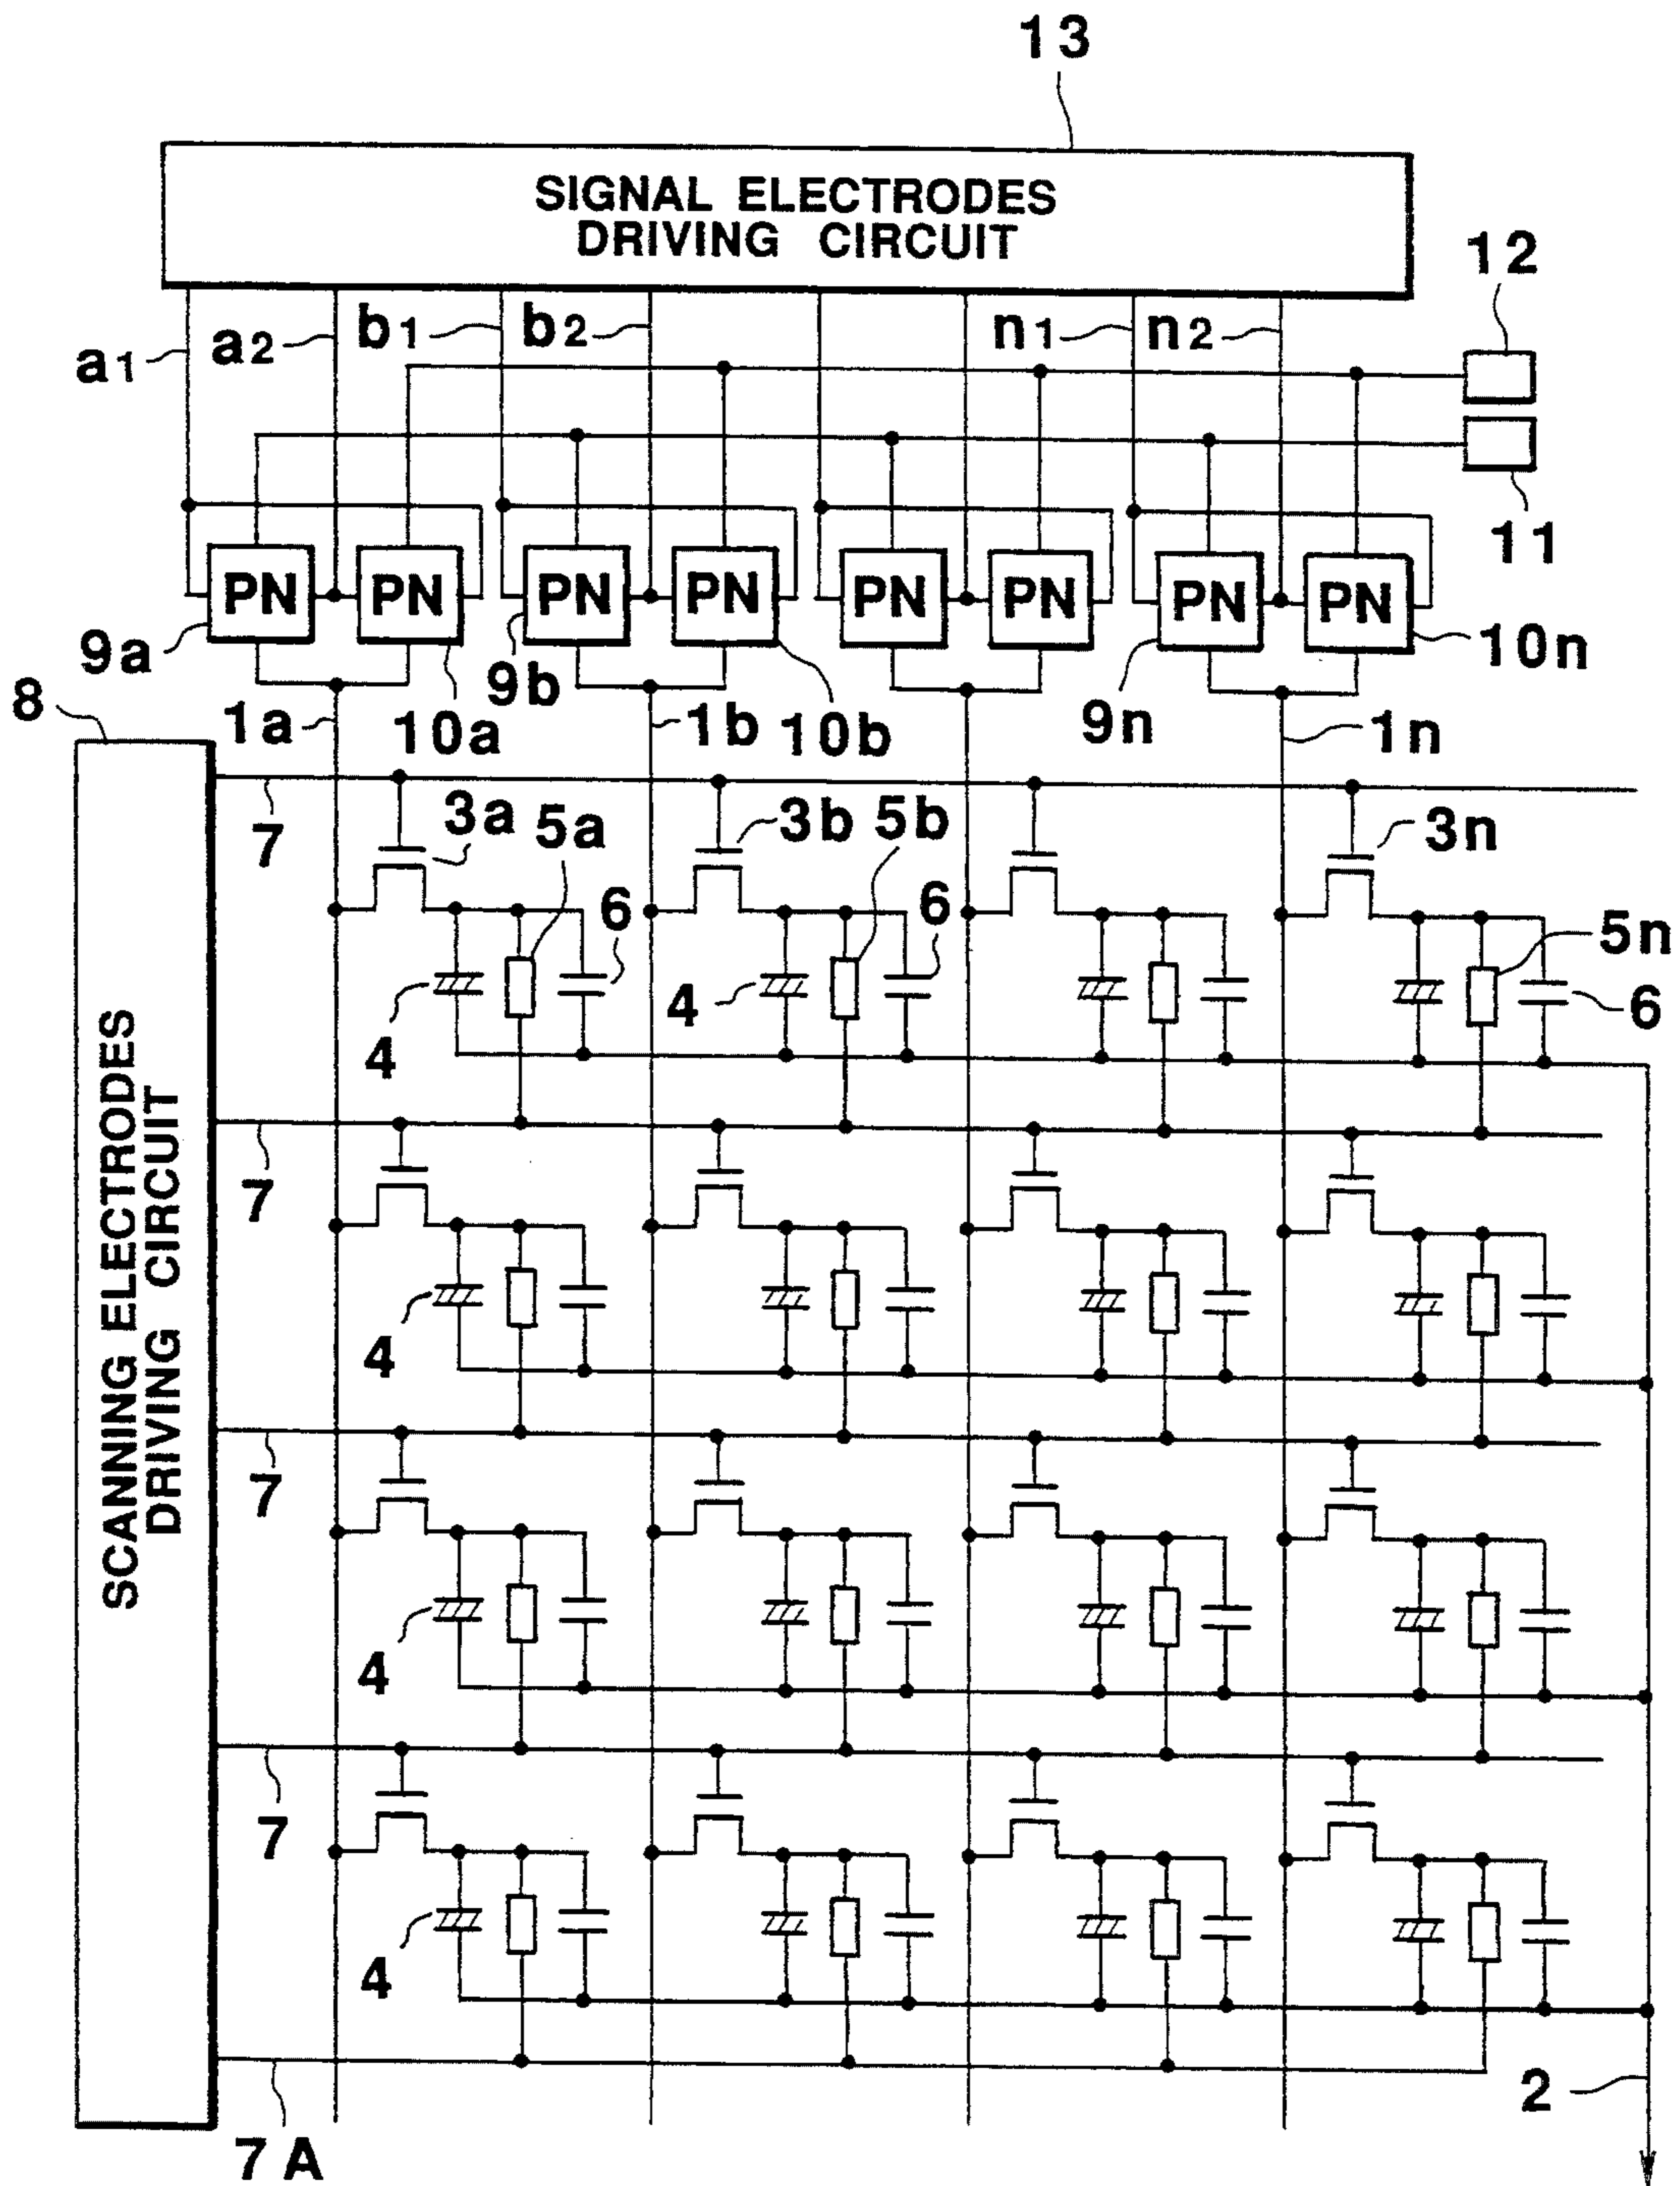 13
SIGNAL ELECTRODES
DRIVING CIRCUIT
12
a1
a2
b1
b2
n1
n2
11
PN
PN
PN
PN
PN
PN
PN
PN
9a
10a
9b
10b
9n
10n
8
1a
1b
1n
7
3a
5a
3b
5b
3n
6
6
5n
4
4
6
SCANNING ELECTRODES
DRIVING CIRCUIT
7
4
7
4
7
4
7A
2